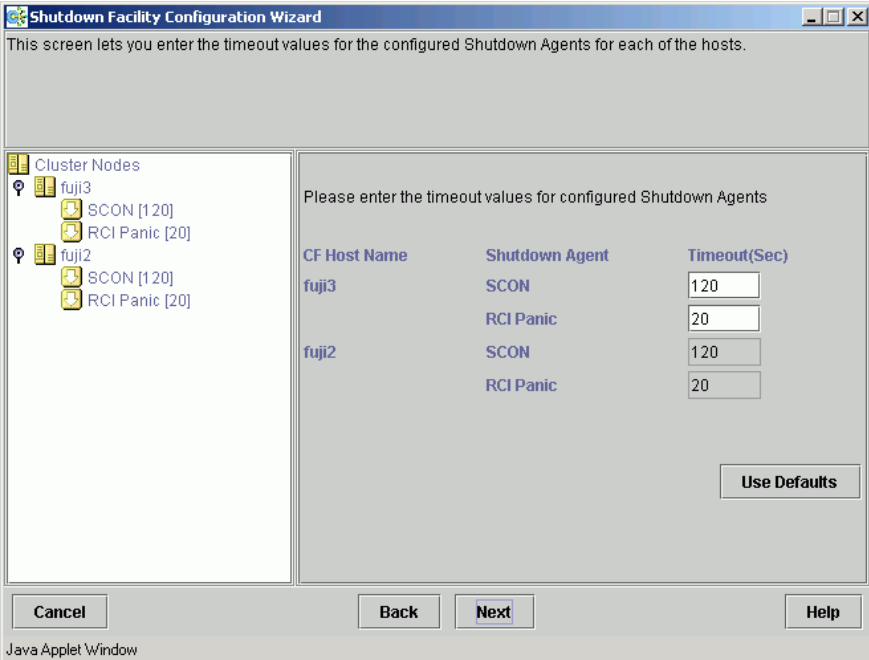 Shutdown Facility Configuration Wizard
This screen lets you enter the timeout values for the configured Shutdown Agents for each of the hosts.
Cluster Nodes
fuji3
SCON [120]
RCI Panic [20]
fuji2
SCON [120]
RCI Panic [20]
Please enter the timeout values for configured Shutdown Agents
CF Host Name Shutdown Agent Timeout(Sec)
fuji3 SCON 120
RCI Panic 20
fuji2 SCON 120
RCI Panic 20
Use Defaults
Cancel Back Next Help
Java Applet Window